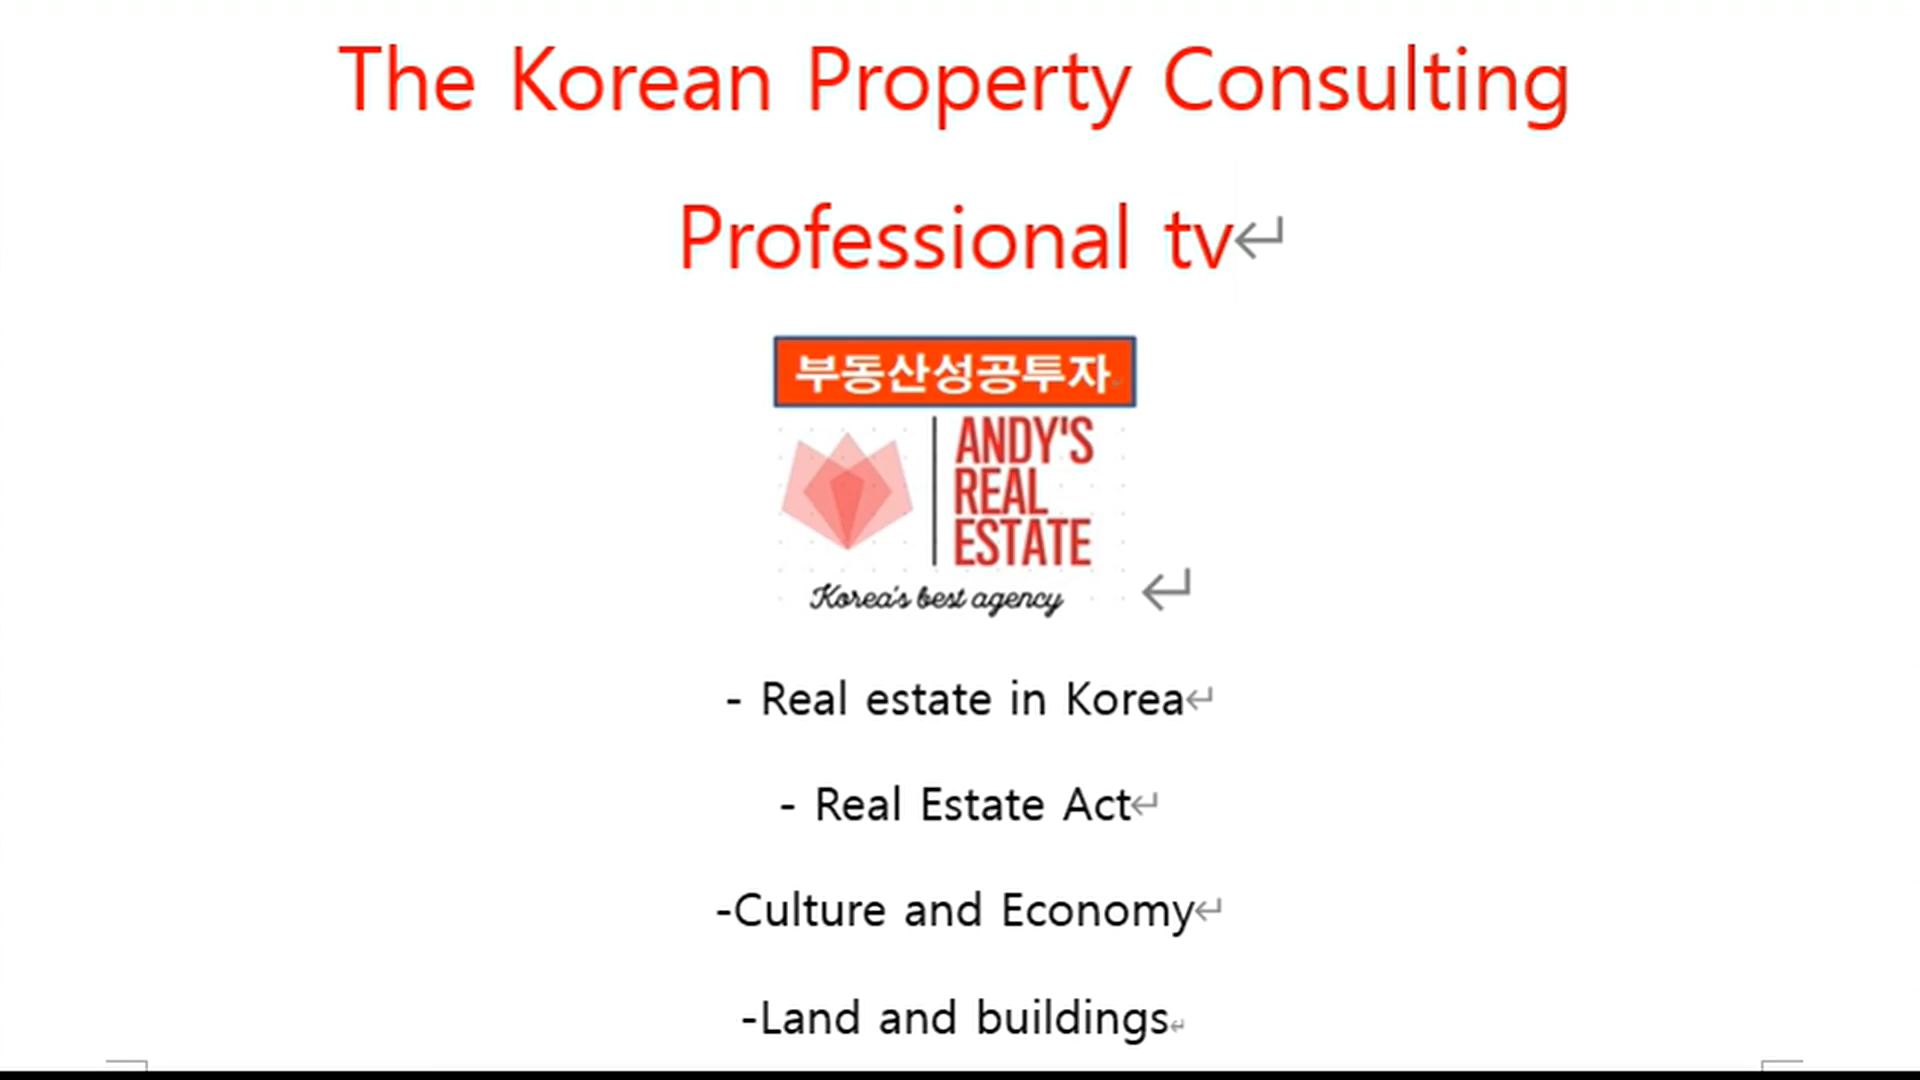 The Korean Property Consulting
Professional tv
부동산성공투자
ANDY'S
REAL
ESTATE
Korea's best agency
- Real estate in Korea
- Real Estate Act
-Culture and Economy
-Land and buildings